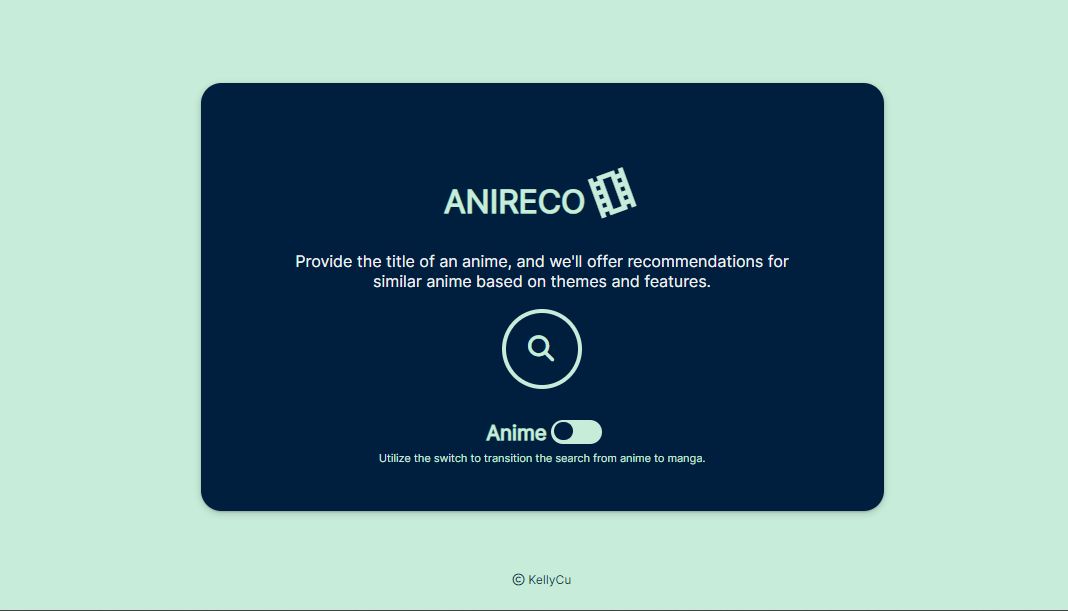 ANIRECO
Provide the title of an anime, and we'll offer recommendations for
similar anime based on themes and features.
Anime
Utilize the switch to transition the search from anime to manga.
© KellyCu